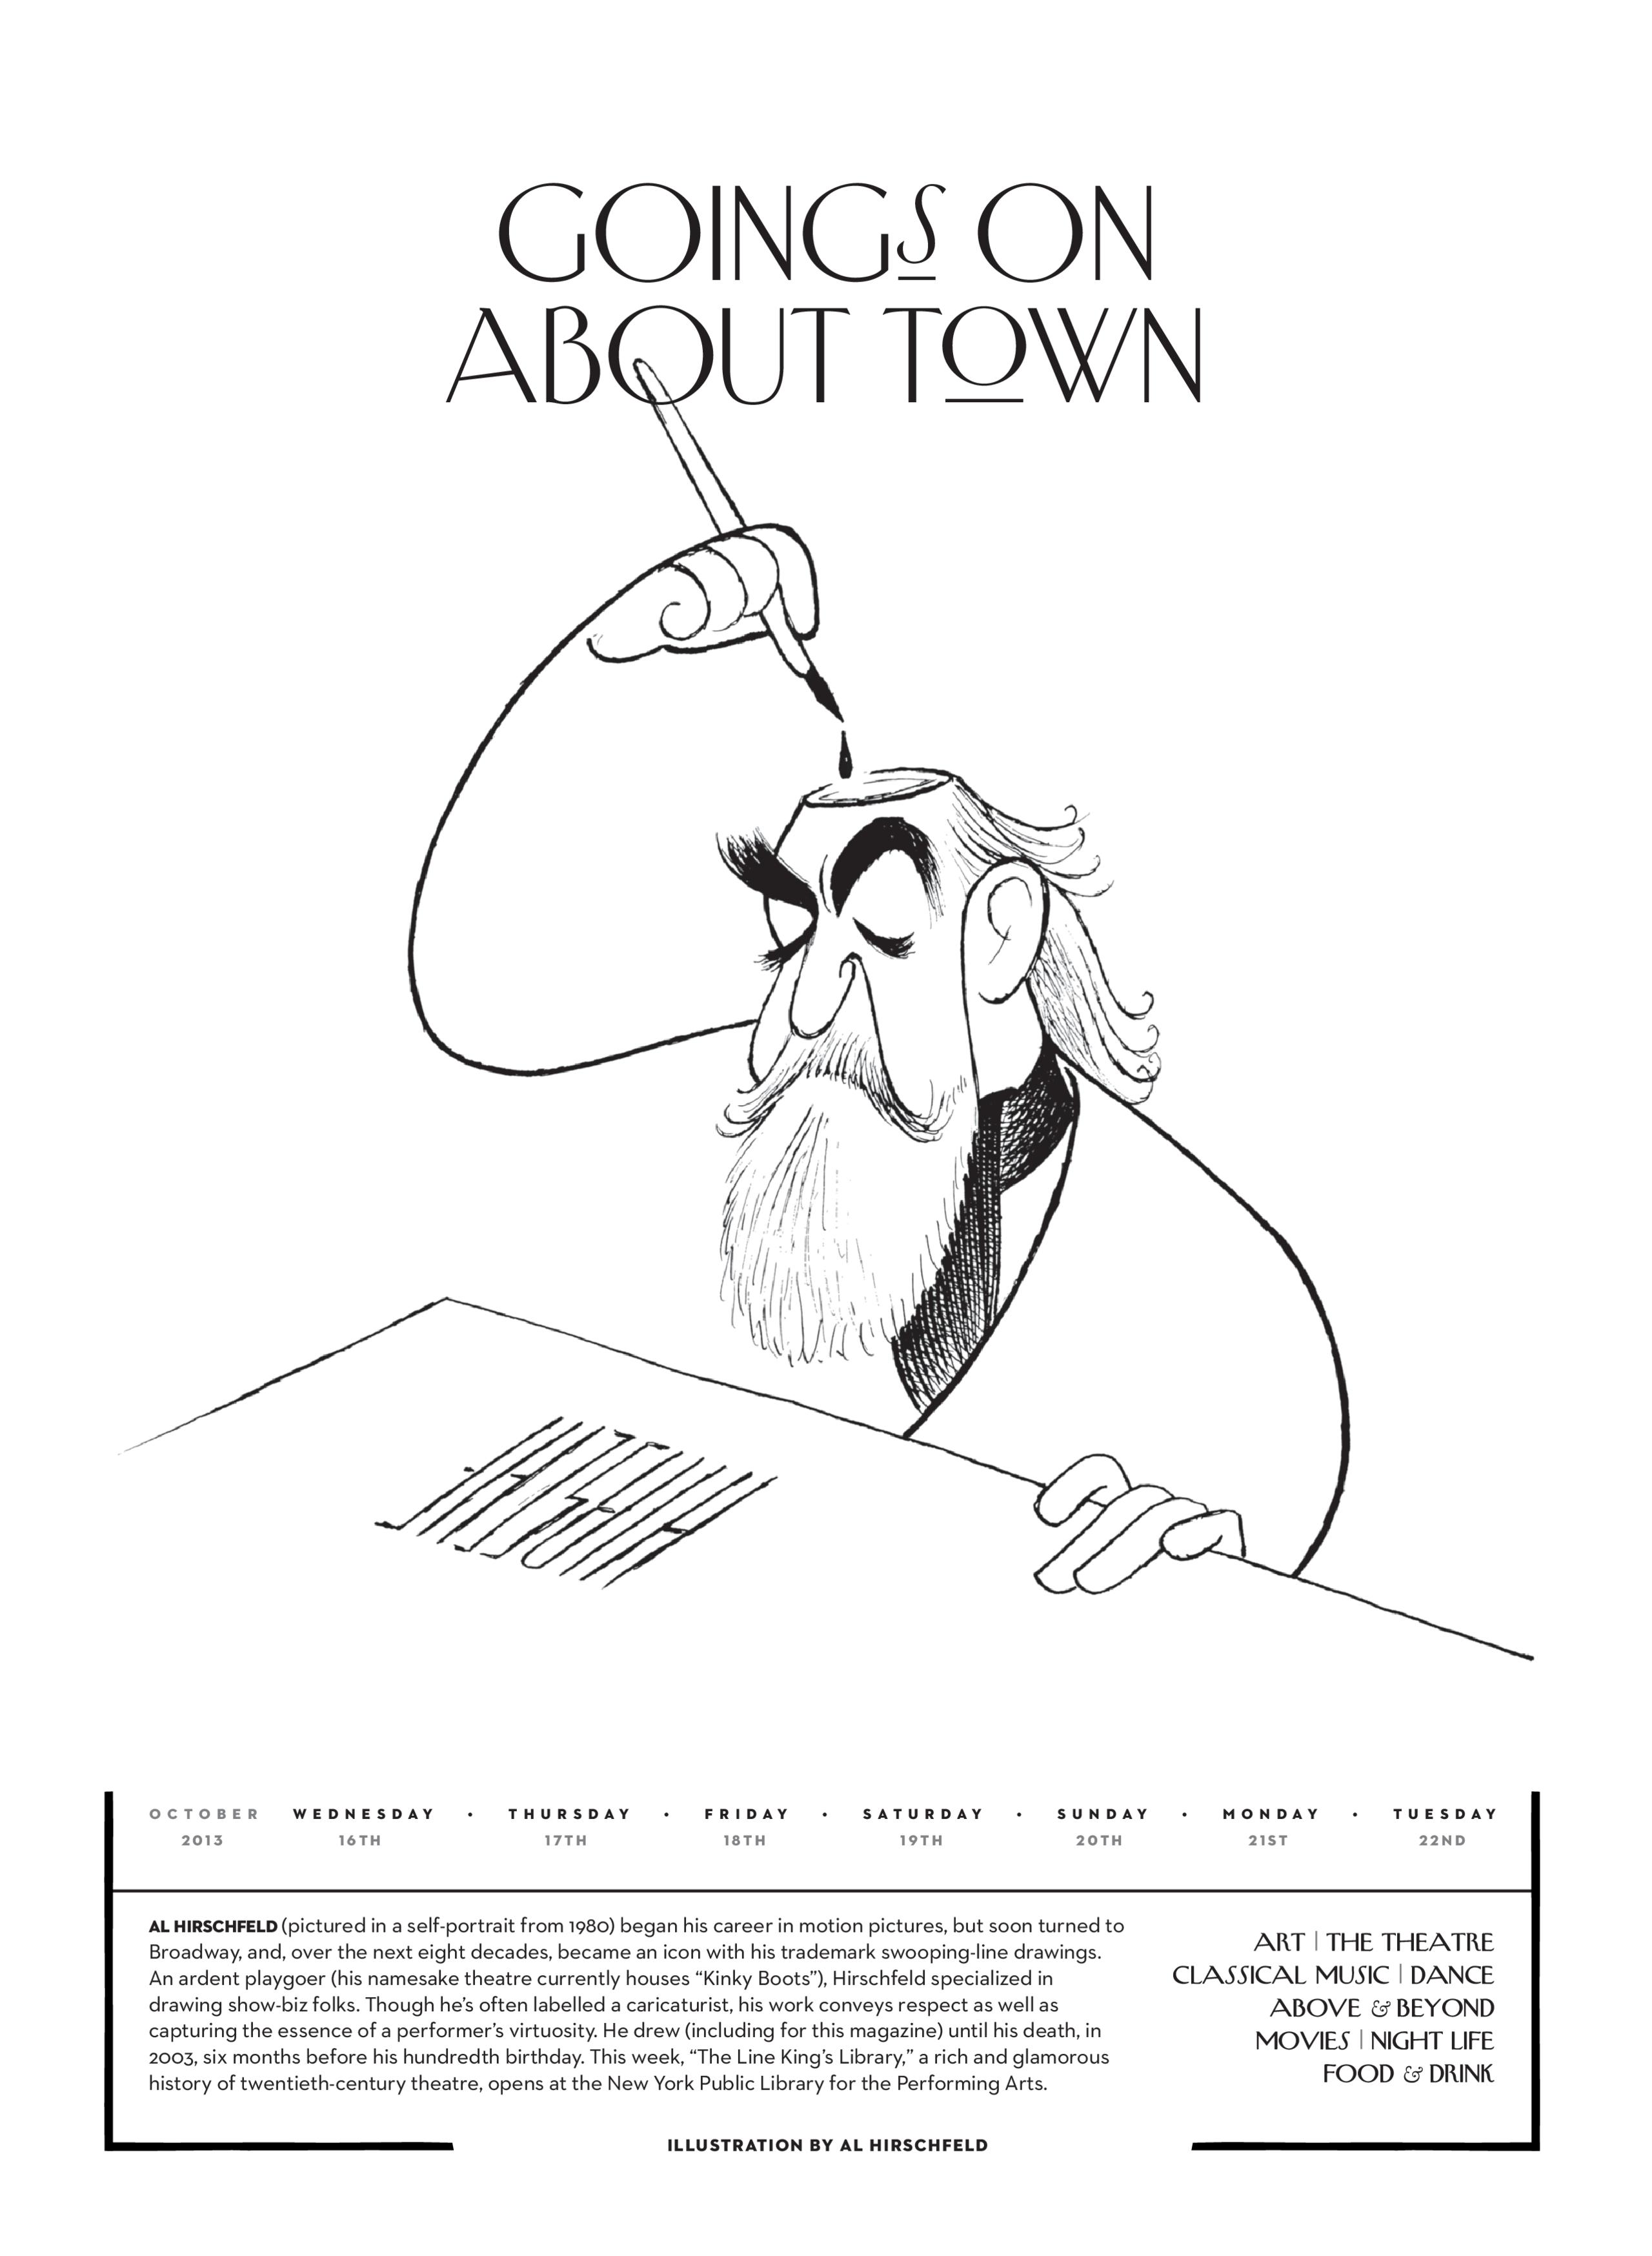 GOINGS ON
ABOUT TOWN
HIRSCHFELD
OCTOBER WEDNESDAY • THURSDAY • FRIDAY • SATURDAY • SUNDAY • MONDAY • TUESDAY
2013 16TH 17TH 18TH 19TH 20TH 21ST 22ND
AL HIRSCHFELD (pictured in a self-portrait from 1980) began his career in motion pictures, but soon turned to
Broadway, and, over the next eight decades, became an icon with his trademark swooping-line drawings.
An ardent playgoer (his namesake theatre currently houses “Kinky Boots”), Hirschfeld specialized in
drawing show-biz folks. Though he’s often labelled a caricaturist, his work conveys respect as well as
capturing the essence of a performer’s virtuosity. He drew (including for this magazine) until his death, in
2003, six months before his hundredth birthday. This week, “The Line King’s Library,” a rich and glamorous
history of twentieth-century theatre, opens at the New York Public Library for the Performing Arts.
ART | THE THEATRE
CLASSICAL MUSIC | DANCE
ABOVE & BEYOND
MOVIES | NIGHT LIFE
FOOD & DRINK
ILLUSTRATION BY AL HIRSCHFELD